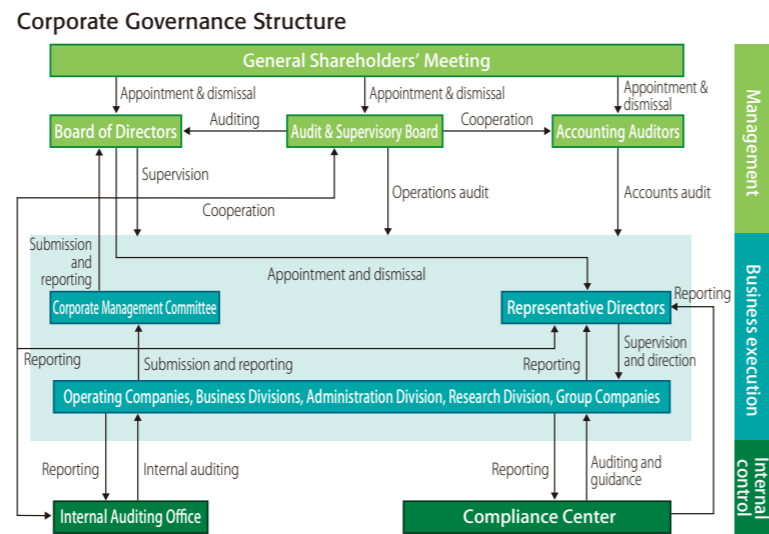 Corporate Governance Structure
General Shareholders' Meeting
Appointment & dismissal
Appointment & dismissal
Appointment &
dismissal
Board of Directors
Auditing
Audit & Supervisory Board
Cooperation
Accounting Auditors
Supervision
Operations audit
Accounts audit
Cooperation
Management
Submission
and
reporting
Appointment and dismissal
Corporate Management Committee
Representative Directors
Reporting
Reporting
Submission and reporting
Reporting
Supervision
and direction
Operating Companies, Business Divisions, Administration Division, Research Division, Group Companies
Business execution
Reporting
Internal auditing
Reporting
Auditing and
guidance
Internal Auditing Office
Compliance Center
Internal
control